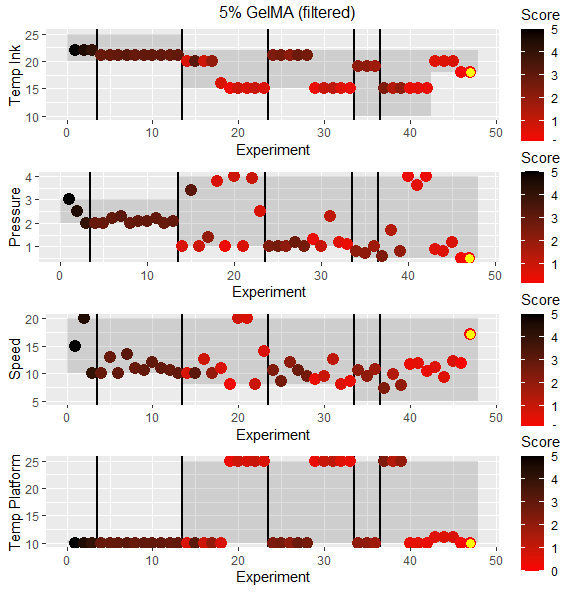 5% GelMA (filtered)
Score
Temp Ink
25
20
15
10
5
4
3
2
1
0 10 20 30 40 50
Experiment
Score
Pressure
4
3
2
1
5
4
3
2
1
0 10 20 30 40 50
Experiment
Score
Speed
20
15
10
5
5
4
3
2
1
0 10 20 30 40 50
Experiment
Score
Temp Platform
25
20
15
10
5
4
3
2
1
0
0 10 20 30 40 50
Experiment